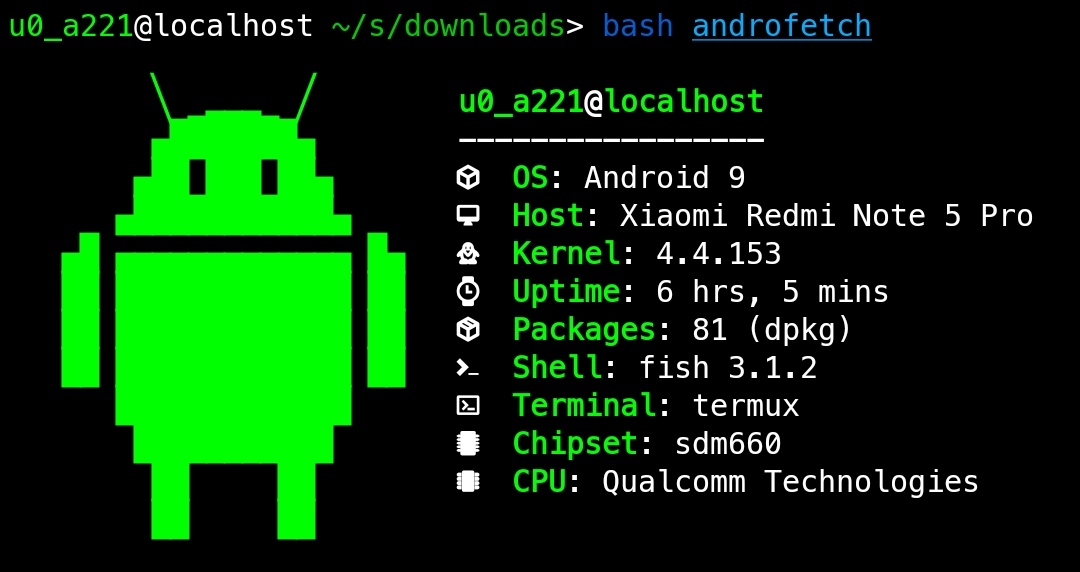 u0_a221@localhost ~/s/downloads> bash androfetch
u0_a221@localhost
-----------------
OS: Android 9
Host: Xiaomi Redmi Note 5 Pro
Kernel: 4.4.153
Uptime: 6 hrs, 5 mins
Packages: 81 (dpkg)
Shell: fish 3.1.2
Terminal: termux
Chipset: sdm660
CPU: Qualcomm Technologies